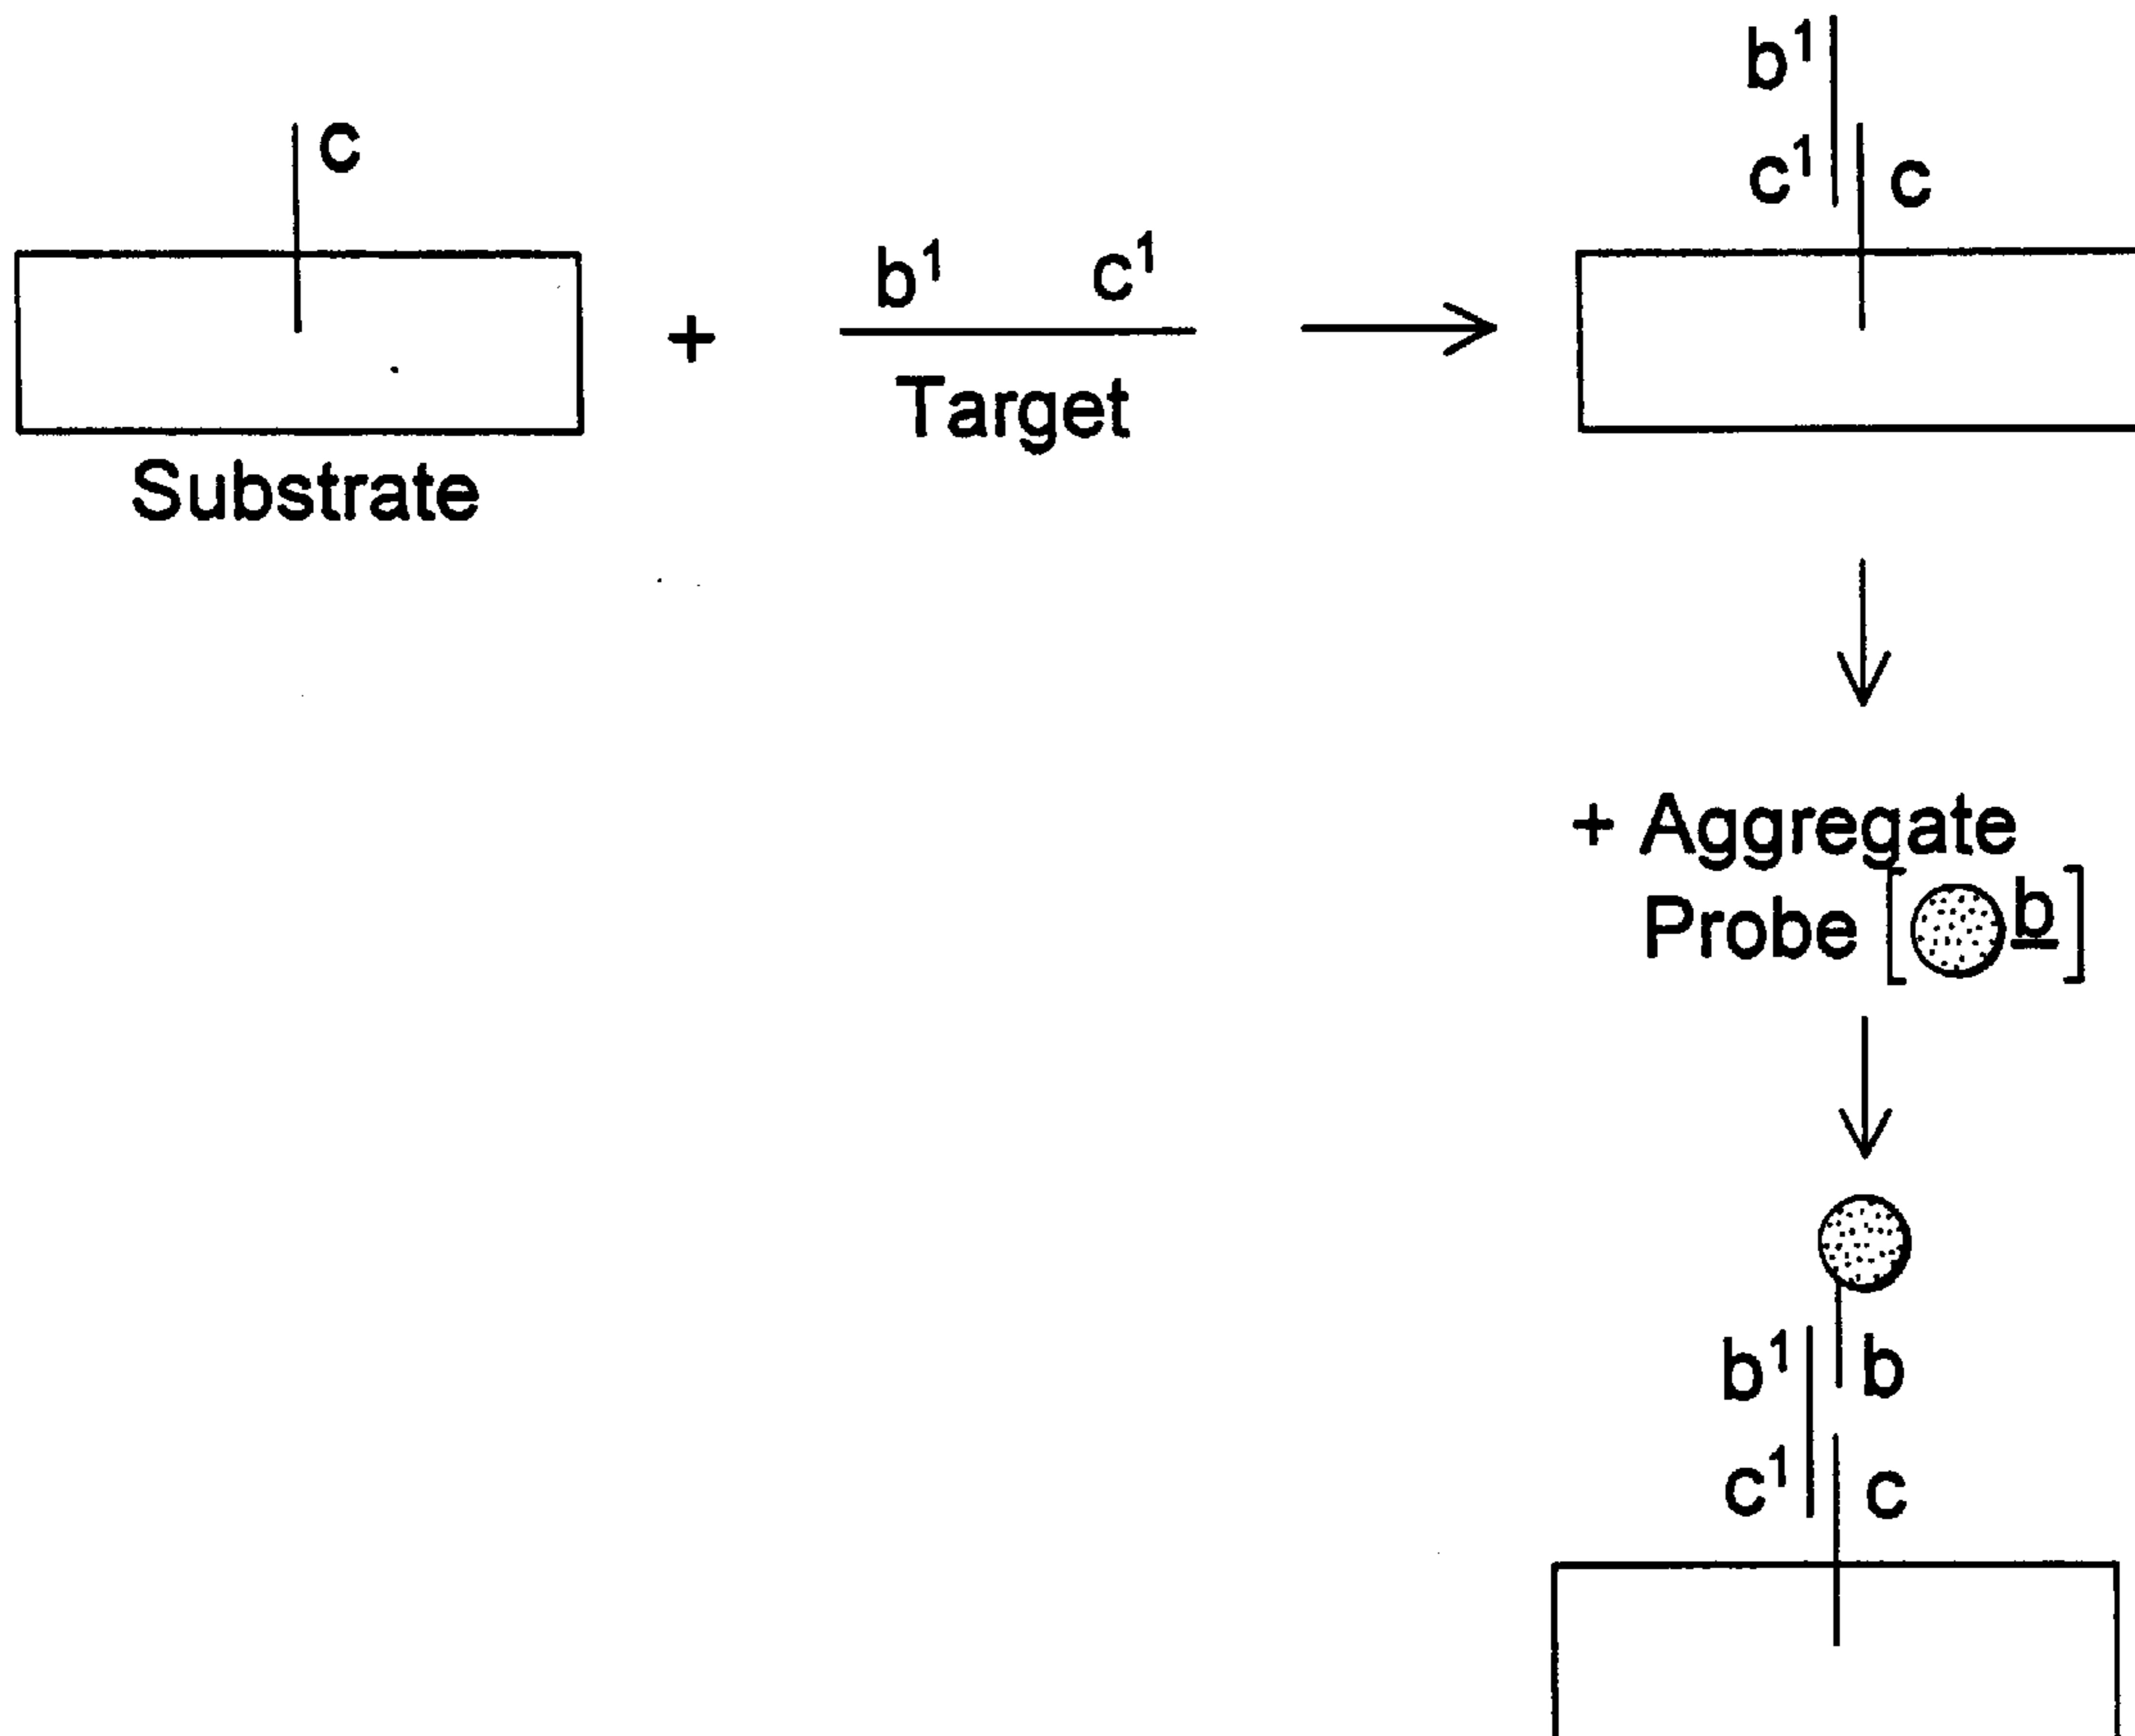 c
Substrate
+
b¹ c¹
Target
b¹
c¹ c
+ Aggregate
Probe [ b ]
b¹ b
c¹ c